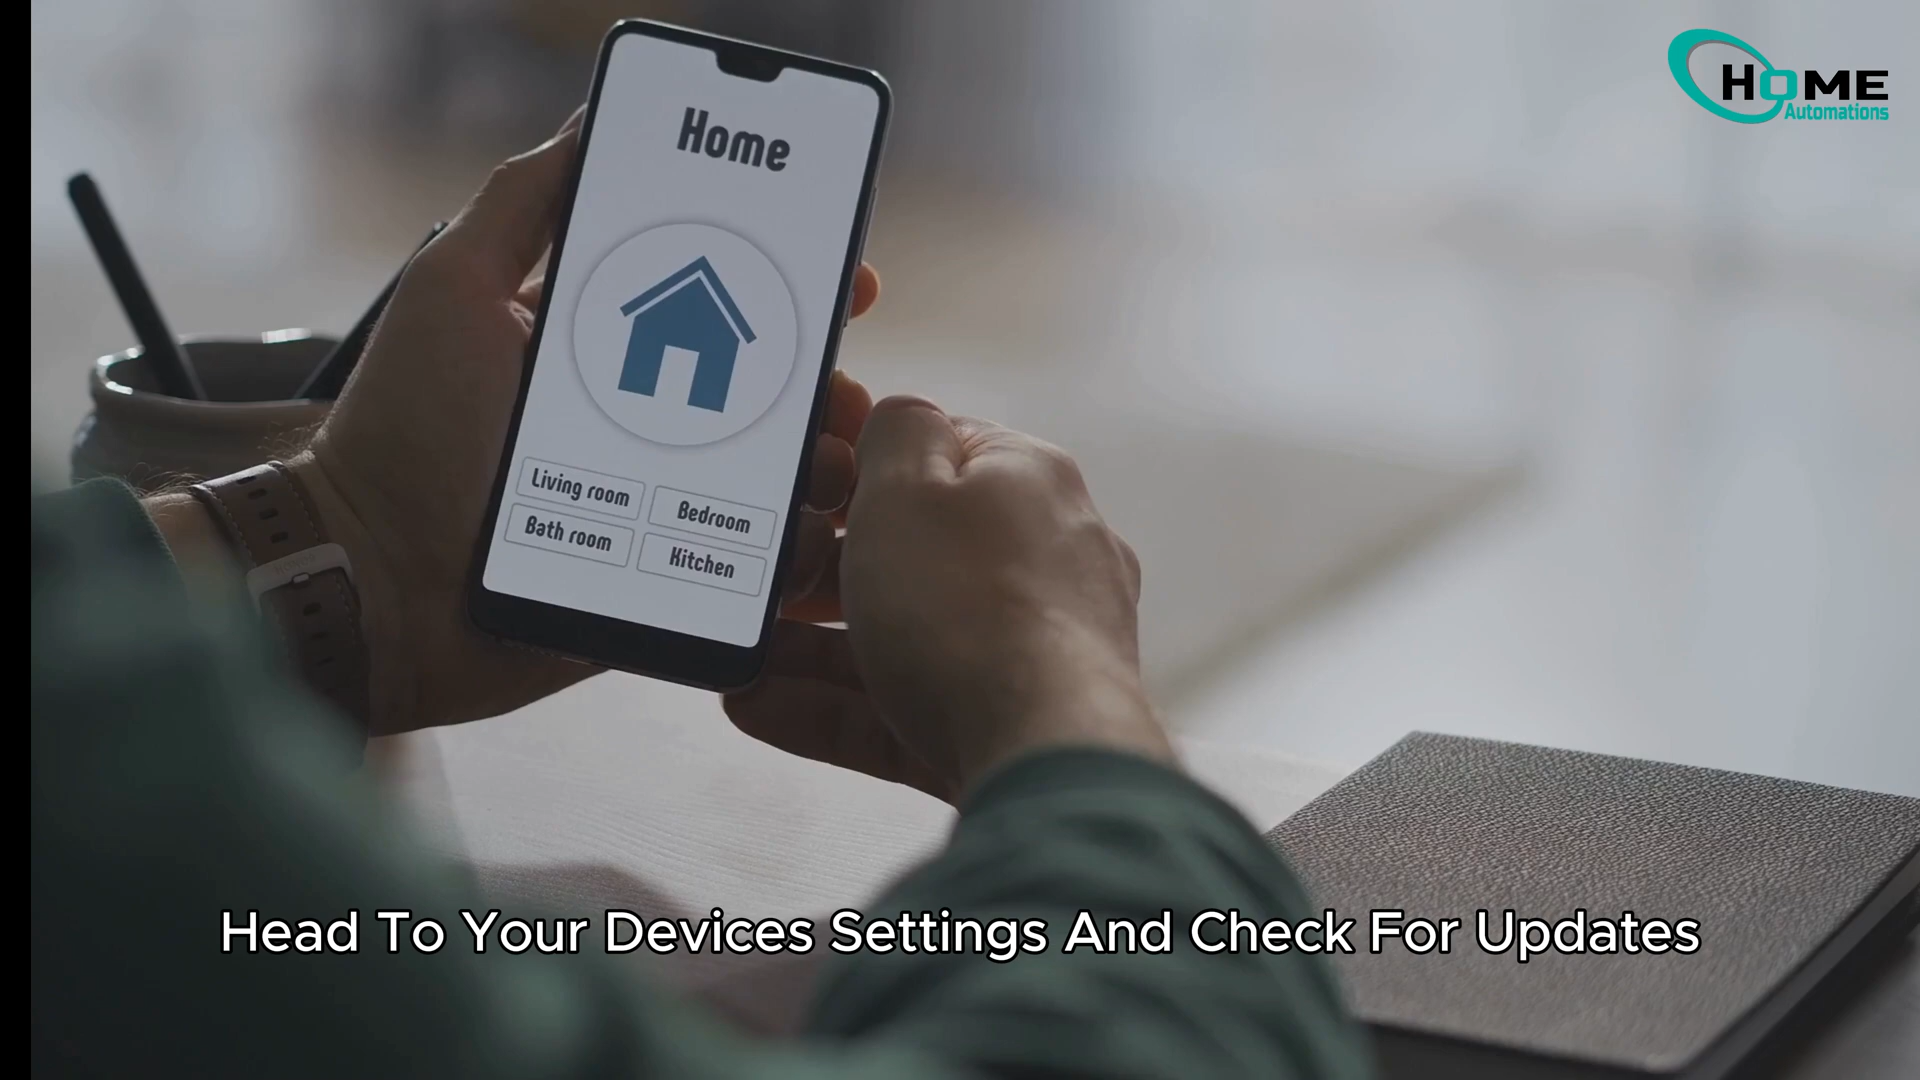 HOME
Automations
Home
Living room
Bedroom
Bath room
Kitchen
Head To Your Devices Settings And Check For Updates